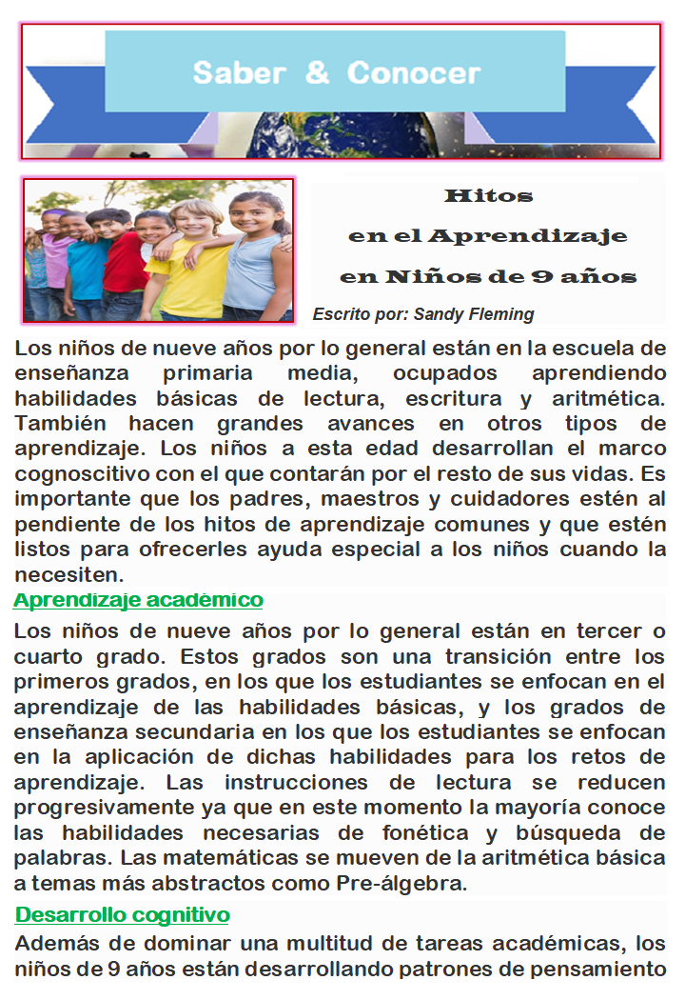 Saber & Conocer
Hitos
en el Aprendizaje
en Niños de 9 años
Escrito por: Sandy Fleming
Los niños de nueve años por lo general están en la escuela de
enseñanza primaria media, ocupados aprendiendo
habilidades básicas de lectura, escritura y aritmética.
También hacen grandes avances en otros tipos de
aprendizaje. Los niños a esta edad desarrollan el marco
cognoscitivo con el que contarán por el resto de sus vidas. Es
importante que los padres, maestros y cuidadores estén al
pendiente de los hitos de aprendizaje comunes y que estén
listos para ofrecerles ayuda especial a los niños cuando la
necesiten.
Aprendizaje académico
Los niños de nueve años por lo general están en tercer o
cuarto grado. Estos grados son una transición entre los
primeros grados, en los que los estudiantes se enfocan en el
aprendizaje de las habilidades básicas, y los grados de
enseñanza secundaria en los que los estudiantes se enfocan
en la aplicación de dichas habilidades para los retos de
aprendizaje. Las instrucciones de lectura se reducen
progresivamente ya que en este momento la mayoría conoce
las habilidades necesarias de fonética y búsqueda de
palabras. Las matemáticas se mueven de la aritmética básica
a temas más abstractos como Pre-álgebra.
Desarrollo cognitivo
Además de dominar una multitud de tareas académicas, los
niños de 9 años están desarrollando patrones de pensamiento